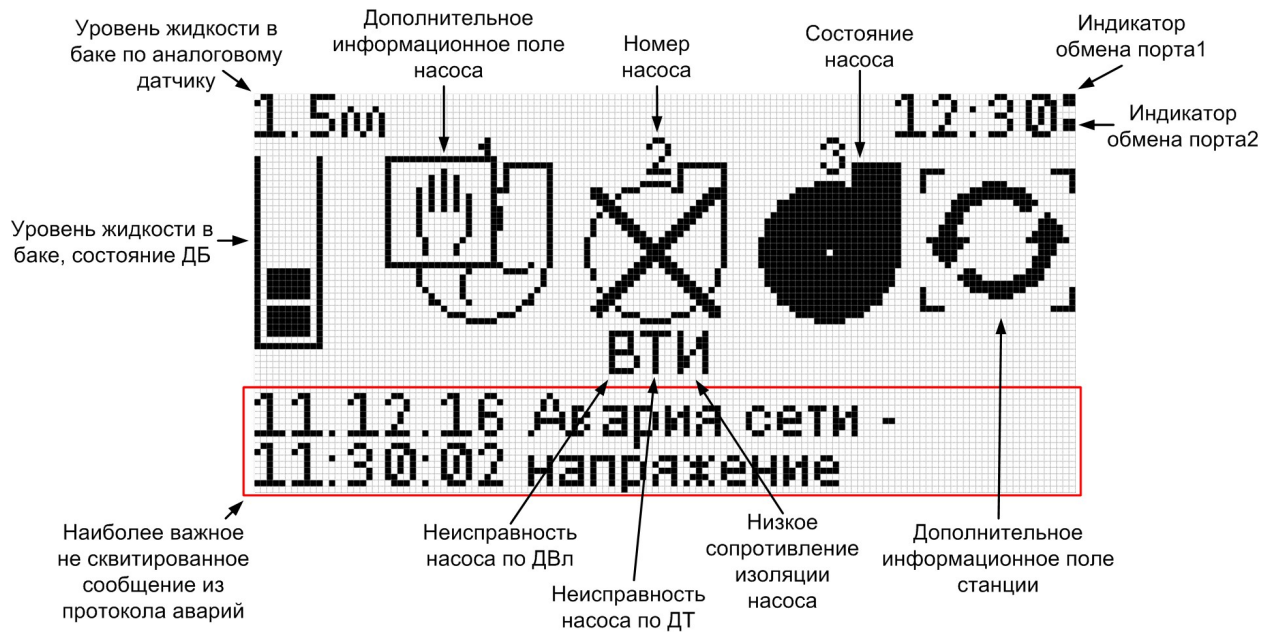 Уровень жидкости в
баке по аналоговому
датчику
Дополнительное
информационное поле
насоса
Номер
насоса
Состояние
насоса
Индикатор
обмена порта1
Индикатор
обмена порта2
1.5м
12:30
1
2
3
Уровень жидкости в
баке, состояние ДБ
ВТИ
11.12.16 Авария сети -
11:30:02 напряжение
Наиболее важное
не сквитированное
сообщение из
протокола аварий
Неисправность
насоса по ДВл
Неисправность
насоса по ДТ
Низкое
сопротивление
изоляции
насоса
Дополнительное
информационное поле
станции